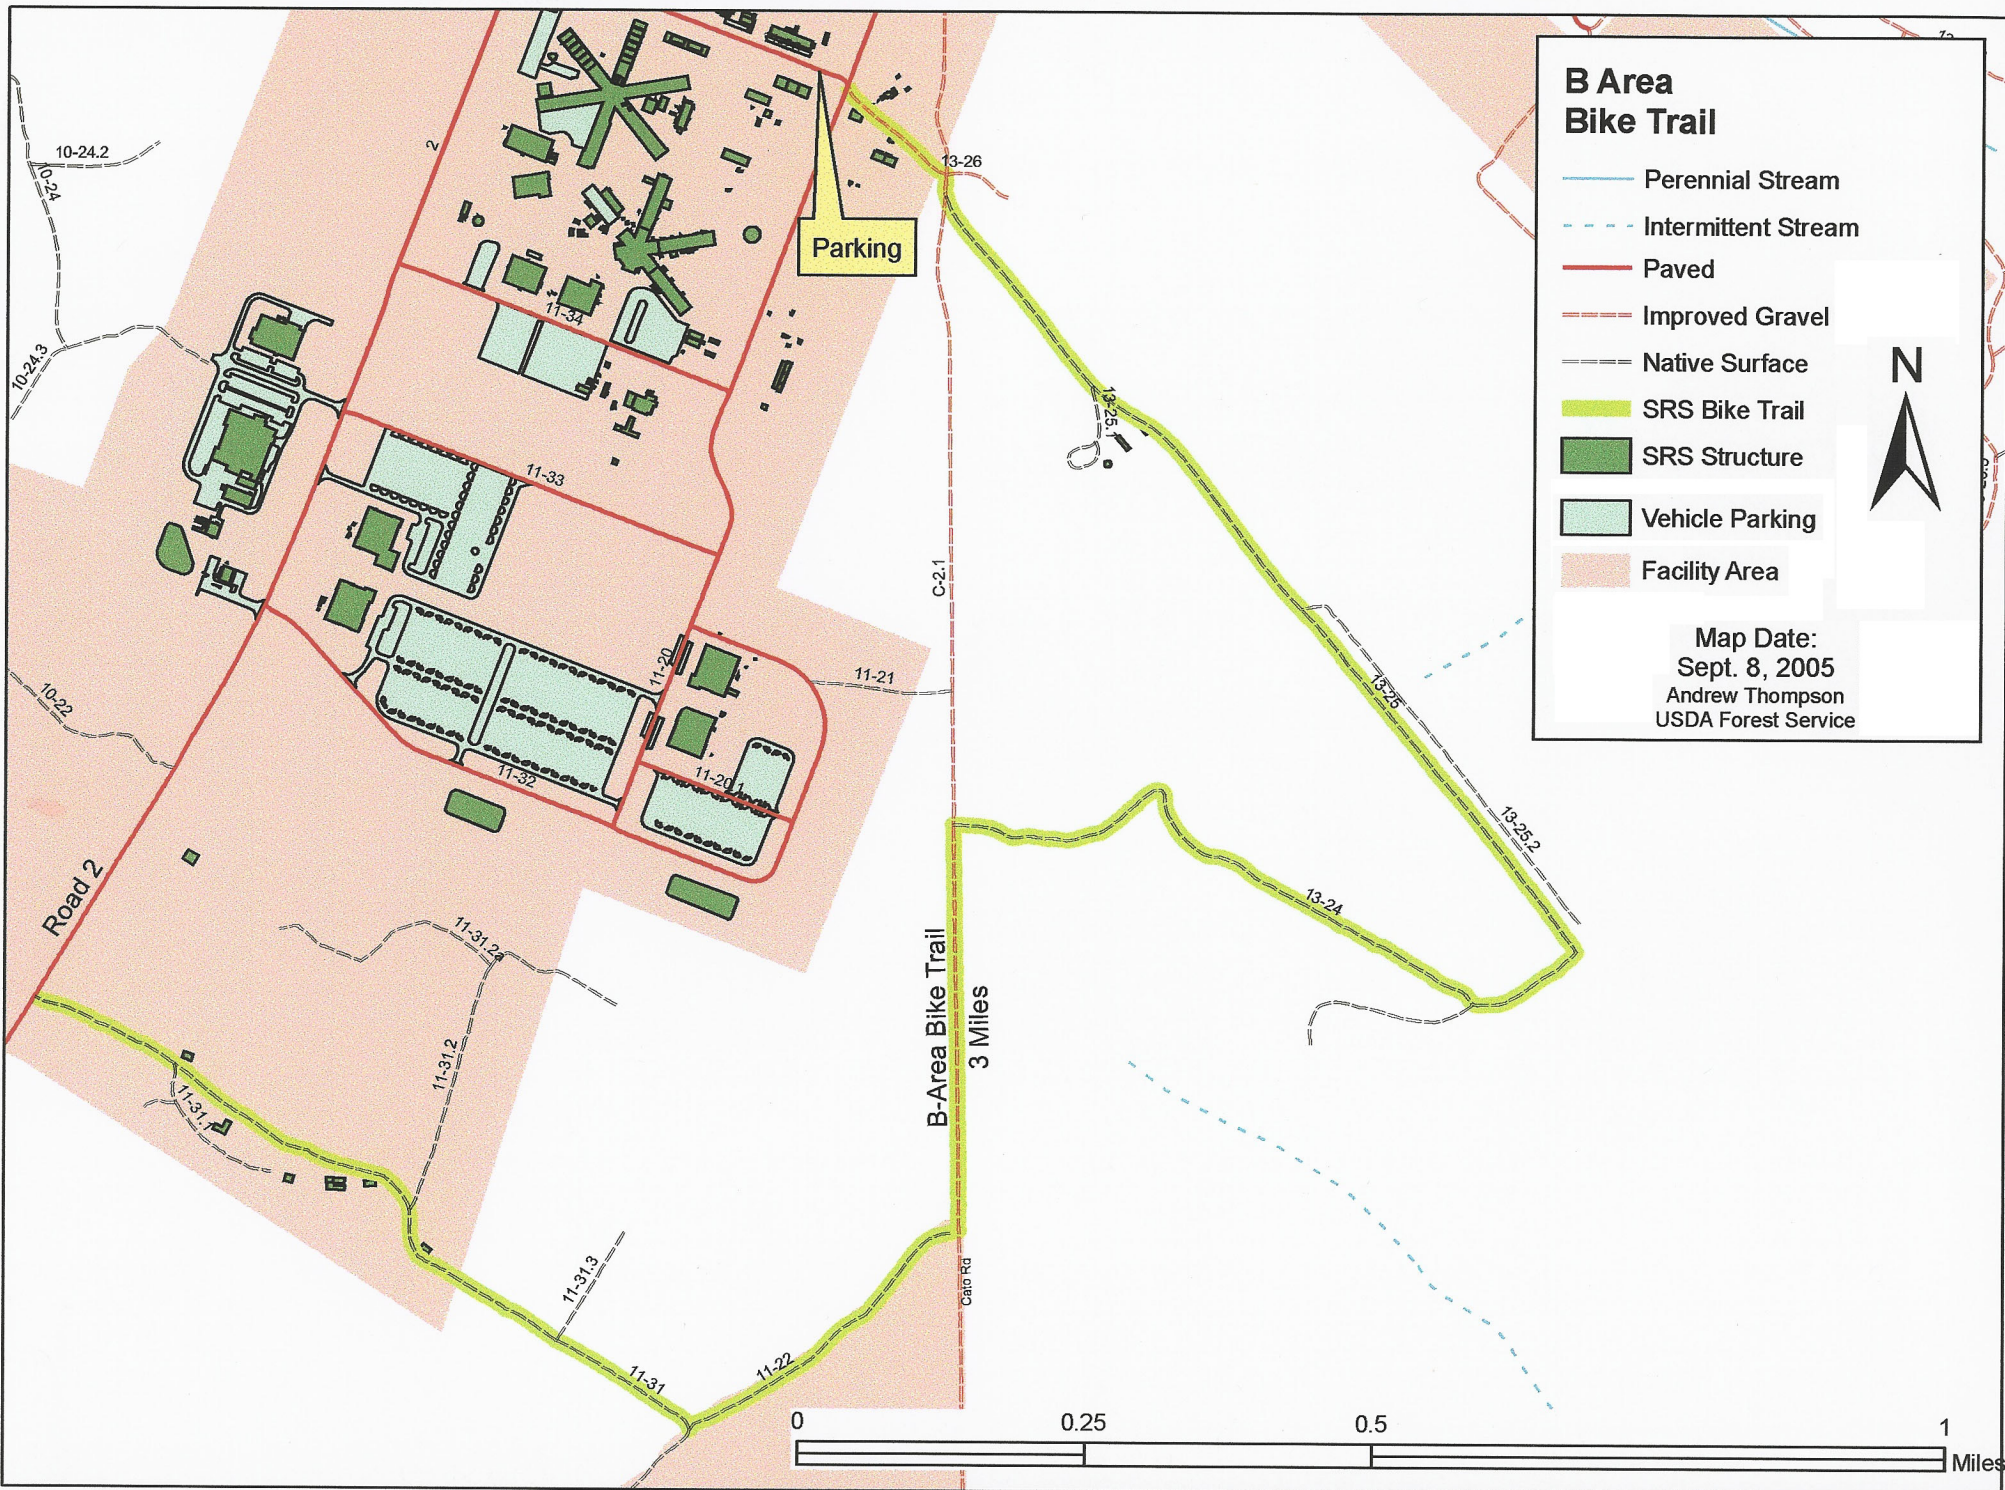 B Area
Bike Trail
Perennial Stream
Intermittent Stream
Paved
Improved Gravel
Native Surface
SRS Bike Trail
SRS Structure
Vehicle Parking
Facility Area
N
Map Date:
Sept. 8, 2005
Andrew Thompson
USDA Forest Service
10-24.2
10-24
10-24.3
2
Parking
13-26
11-34
13-25.1
11-33
C-2.1
11-20
11-21
10-22
11-32
11-20.1
13-25
13-25.2
13-24
Road 2
11-31.2a
11-31.2
B-Area Bike Trail
3 Miles
11-31.1
11-31.3
Cato Rd
11-31
11-22
0
0.25
0.5
1
Miles